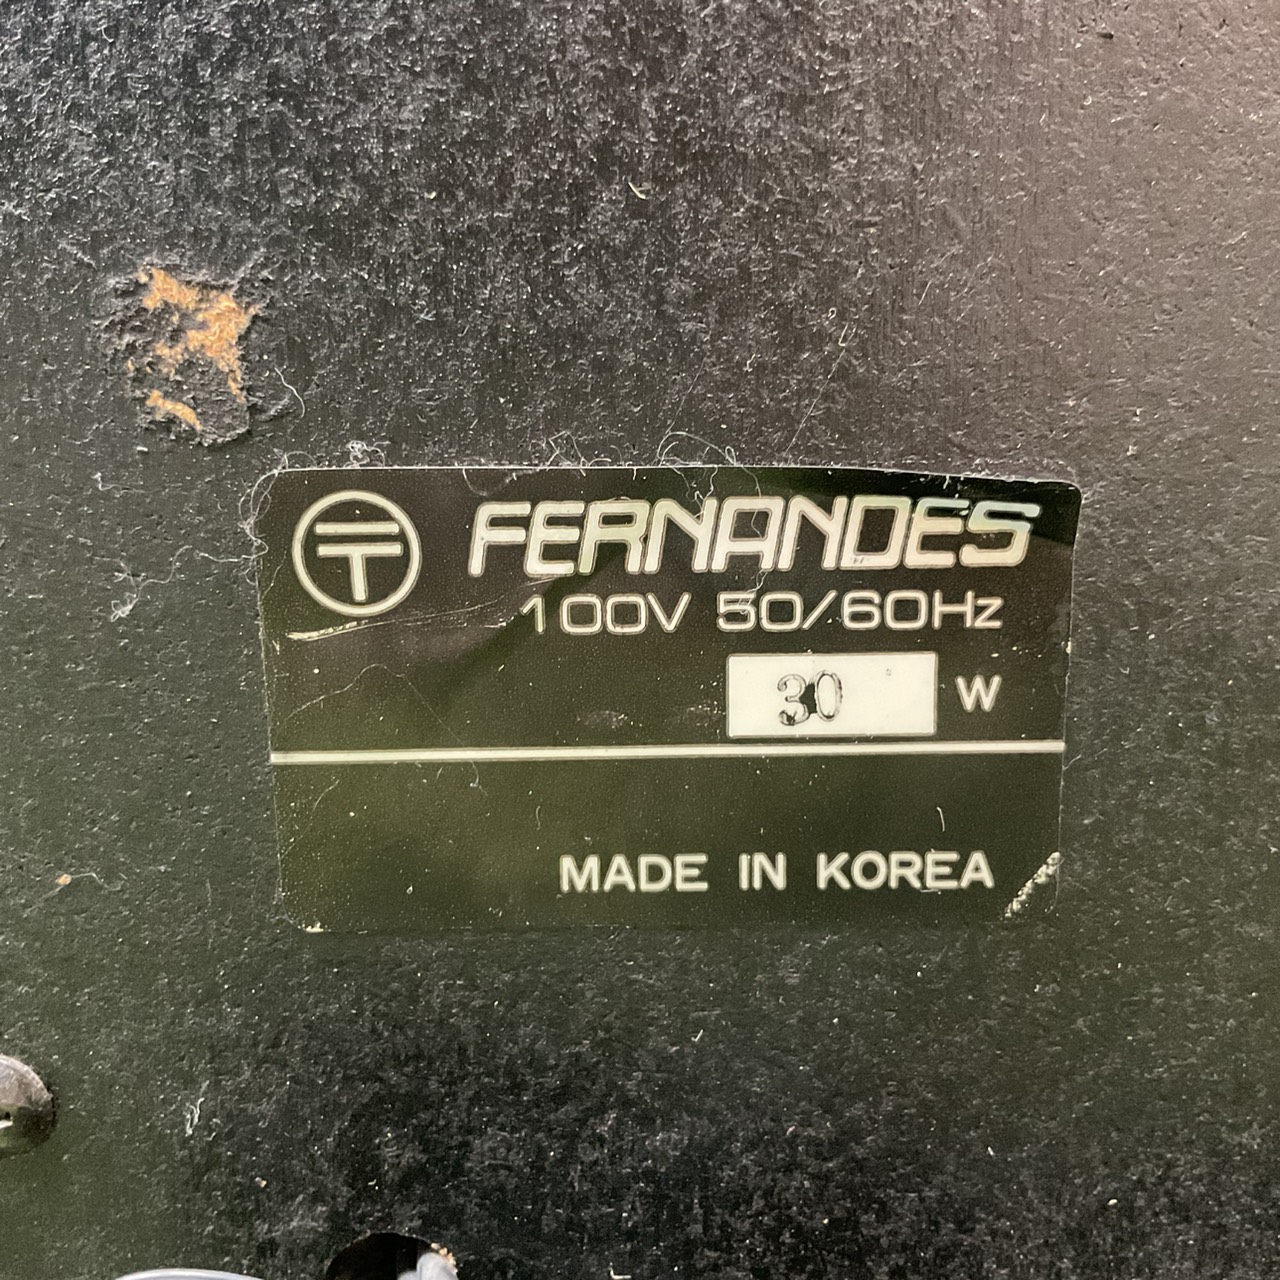 〒 FERNANDES
100V 50/60Hz
30 W
MADE IN KOREA